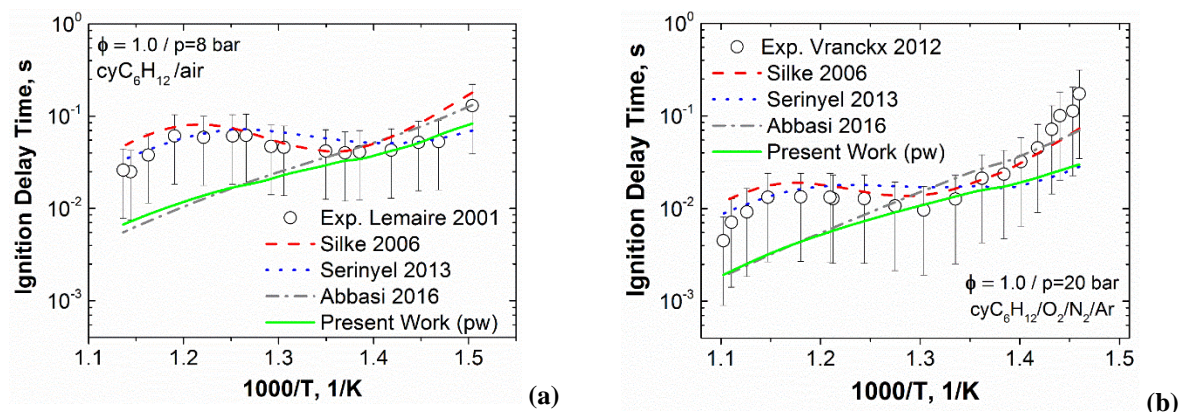 10⁰
10⁻¹
10⁻²
10⁻³
Ignition Delay Time, s
ϕ = 1.0 / p=8 bar
cyC₆H₁₂/air
Exp. Lemaire 2001
Silke 2006
Serinyel 2013
Abbasi 2016
Present Work (pw)
1.1 1.2 1.3 1.4 1.5
1000/T, 1/K
(a)
10⁰
10⁻¹
10⁻²
10⁻³
Ignition Delay Time, s
Exp. Vranckx 2012
Silke 2006
Serinyel 2013
Abbasi 2016
Present Work (pw)
ϕ = 1.0 / p=20 bar
cyC₆H₁₂/O₂/N₂/Ar
1.1 1.2 1.3 1.4 1.5
1000/T, 1/K
(b)